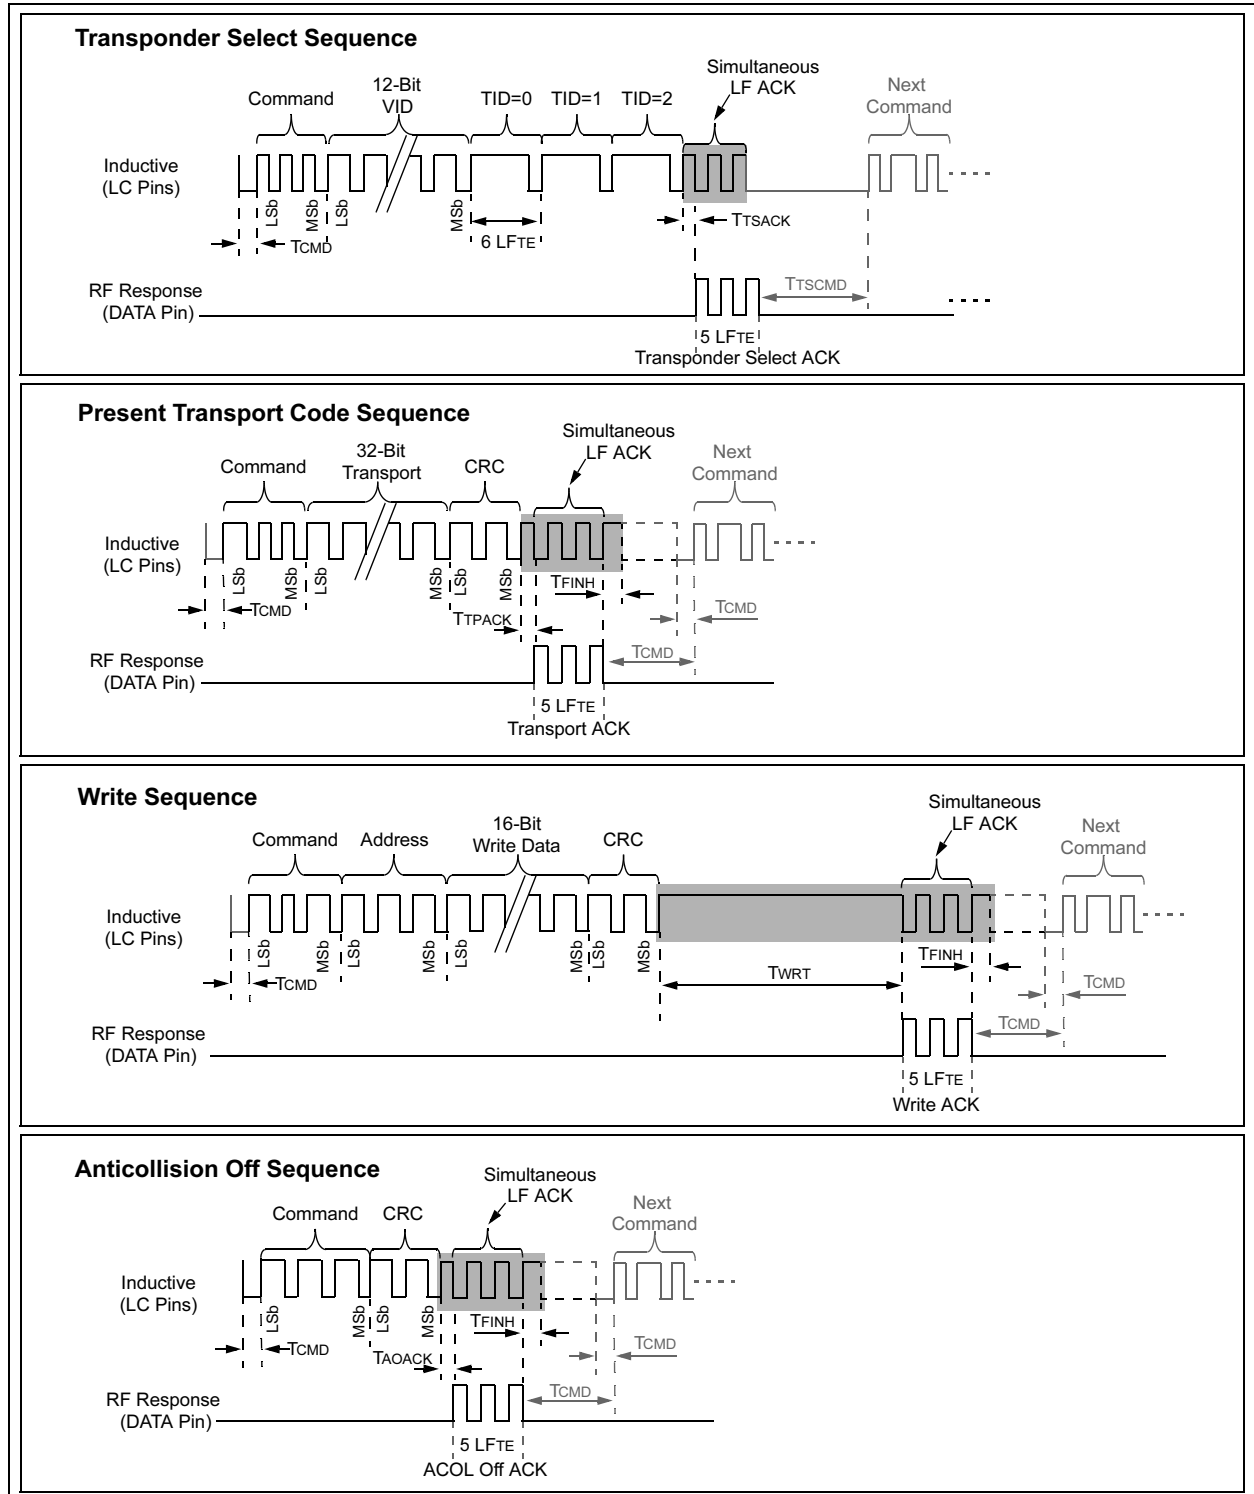 Transponder Select Sequence
Simultaneous
LF ACK
12-Bit
VID
Command
TID=0
TID=1
TID=2
Next
Command
Inductive
(LC Pins)
LSb
MSb
LSb
MSb
TCMD
6 LFTE
TTSACK
RF Response
(DATA Pin)
TTSCMD
5 LFTE
Transponder Select ACK
Present Transport Code Sequence
Simultaneous
LF ACK
32-Bit
Transport
Command
CRC
Next
Command
Inductive
(LC Pins)
LSb
MSb
LSb
MSb
LSb
MSb
TFINH
TCMD
TCMD
TTPACK
RF Response
(DATA Pin)
TCMD
5 LFTE
Transport ACK
Write Sequence
Simultaneous
LF ACK
16-Bit
Write Data
Command
Address
CRC
Next
Command
Inductive
(LC Pins)
LSb
MSb
LSb
MSb
LSb
MSb
LSb
MSb
TFINH
TCMD
TWRT
TCMD
RF Response
(DATA Pin)
TCMD
5 LFTE
Write ACK
Anticollision Off Sequence
Simultaneous
LF ACK
Command
CRC
Next
Command
Inductive
(LC Pins)
LSb
MSb
LSb
MSb
TFINH
TCMD
TCMD
TAOACK
RF Response
(DATA Pin)
TCMD
5 LFTE
ACOL Off ACK